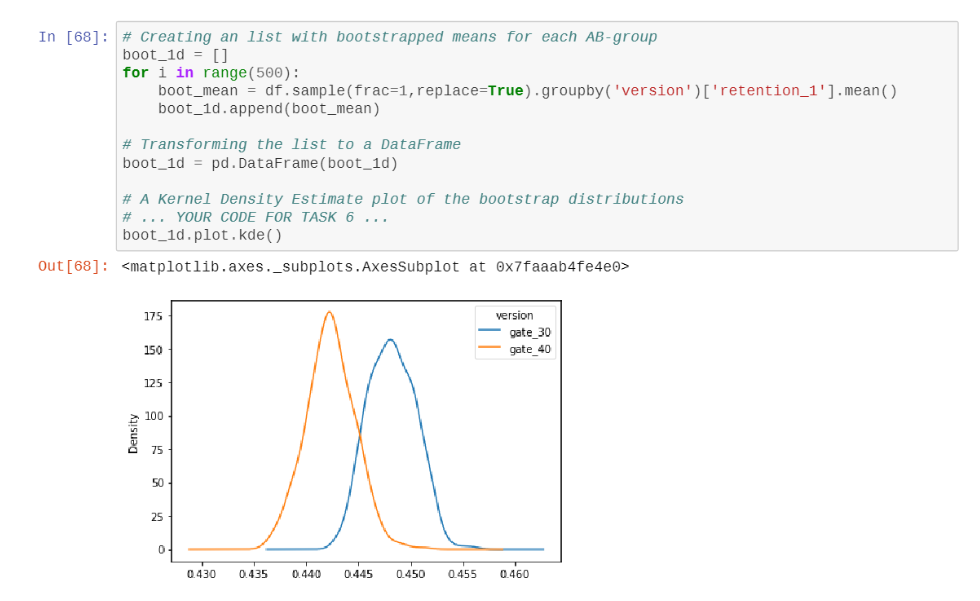 In [68]: # Creating an list with bootstrapped means for each AB-group
boot_1d = []
for i in range(500):
    boot_mean = df.sample(frac=1,replace=True).groupby('version')['retention_1'].mean()
    boot_1d.append(boot_mean)
# Transforming the list to a DataFrame
boot_1d = pd.DataFrame(boot_1d)
# A Kernel Density Estimate plot of the bootstrap distributions
# ... YOUR CODE FOR TASK 6 ...
boot_1d.plot.kde()
Out[68]: <matplotlib.axes._subplots.AxesSubplot at 0x7faaab4fe4e0>
version
gate_30
gate_40
175
150
125
100
75
50
25
0
Density
0.430 0.435 0.440 0.445 0.450 0.455 0.460